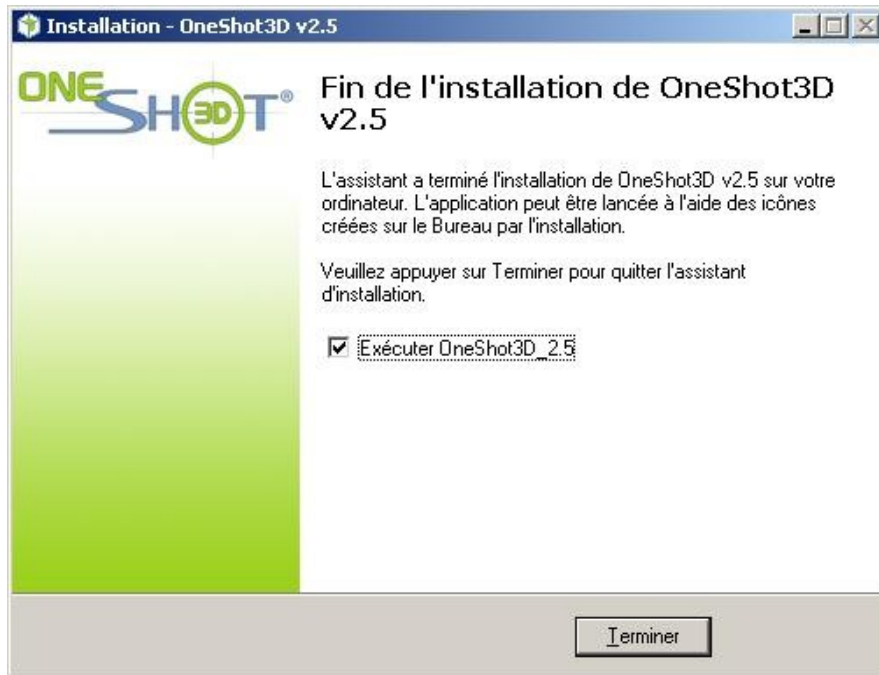 Installation - OneShot3D v2.5
ONE
SH3DT®
Fin de l'installation de OneShot3D
v2.5
L'assistant a terminé l'installation de OneShot3D v2.5 sur votre
ordinateur. L'application peut être lancée à l'aide des icônes
créées sur le Bureau par l'installation.
Veuillez appuyer sur Terminer pour quitter l'assistant
d'installation.
Exécuter OneShot3D_2.5
Terminer